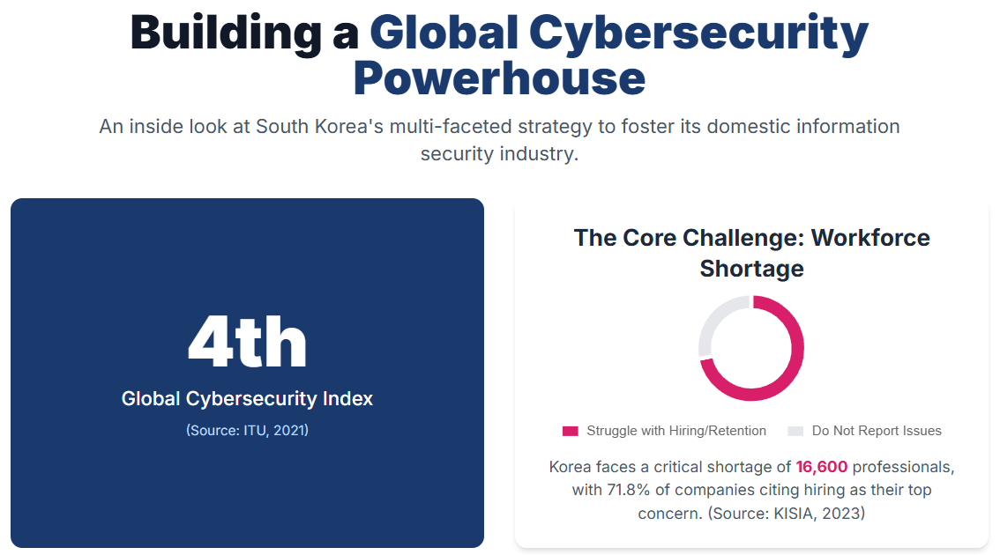 Building a Global Cybersecurity
Powerhouse
An inside look at South Korea's multi-faceted strategy to foster its domestic information
security industry.
4th
Global Cybersecurity Index
(Source: ITU, 2021)
The Core Challenge: Workforce
Shortage
Struggle with Hiring/Retention
Do Not Report Issues
Korea faces a critical shortage of 16,600 professionals,
with 71.8% of companies citing hiring as their top
concern. (Source: KISIA, 2023)